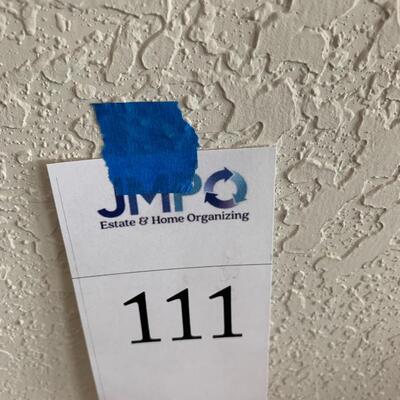 JMPO
Estate & Home Organizing
111